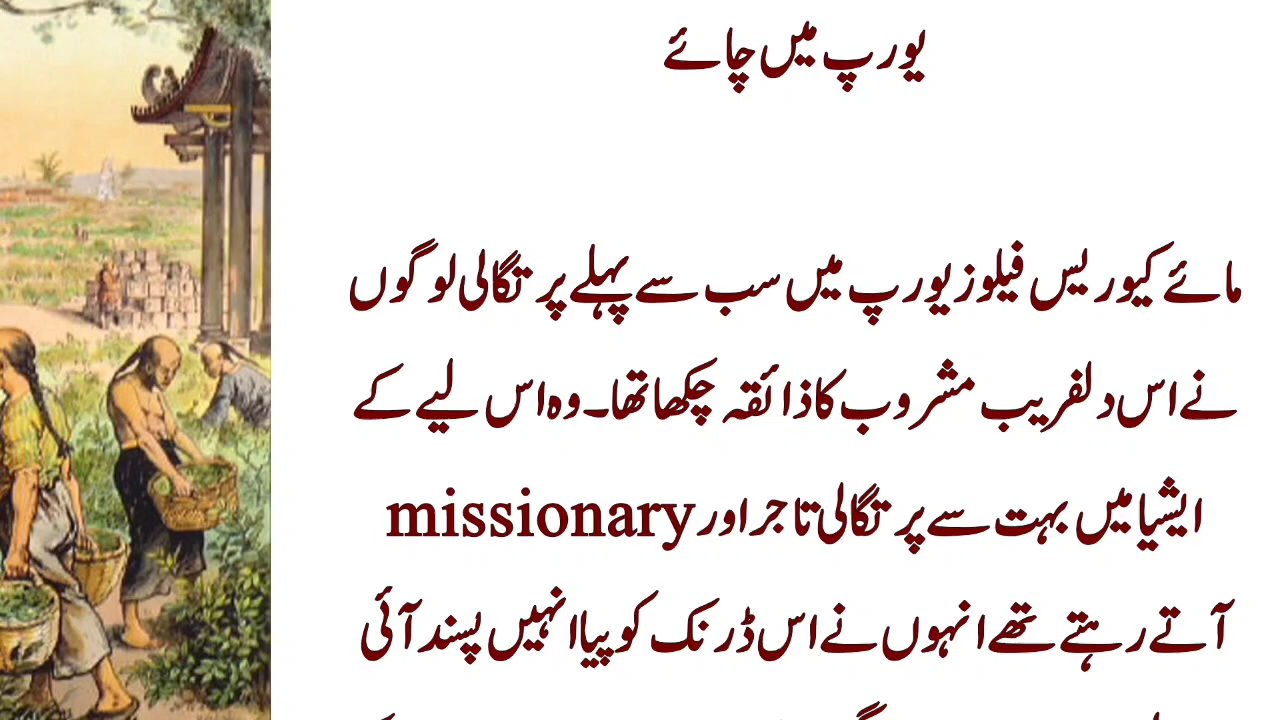 یورپ میں چائے
مائے کیوریس فیلوز یورپ میں سب سے پہلے پرتگالی لوگوں
نے اس دلفریب مشروب کا ذائقہ چکھا تھا۔ وہ اس لیے کے
ایشیا میں بہت سے پرتگالی تاجر اور missionary
آتے رہتے تھے انہوں نے اس ڈرنک کو پیا انہیں پسند آئی